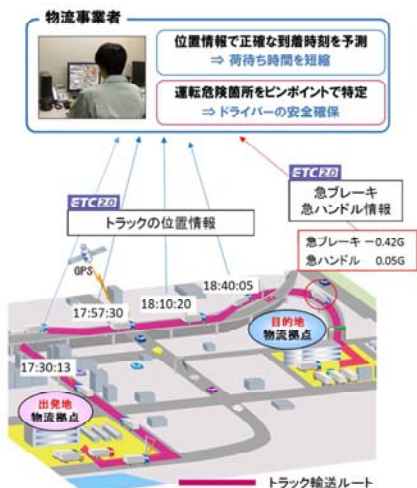 物流事業者
位置情報で正確な到着時刻を予測
⇒ 荷待ち時間を短縮
運転危険箇所をピンポイントで特定
⇒ ドライバーの安全確保
ETC2.0
トラックの位置情報
ETC2.0
急ブレーキ
急ハンドル情報
急ブレーキ －0.42G
急ハンドル 0.05G
GPS
17:57:30
18:10:20
18:40:05
目的地
物流拠点
17:30:13
出発地
物流拠点
トラック輸送ルート